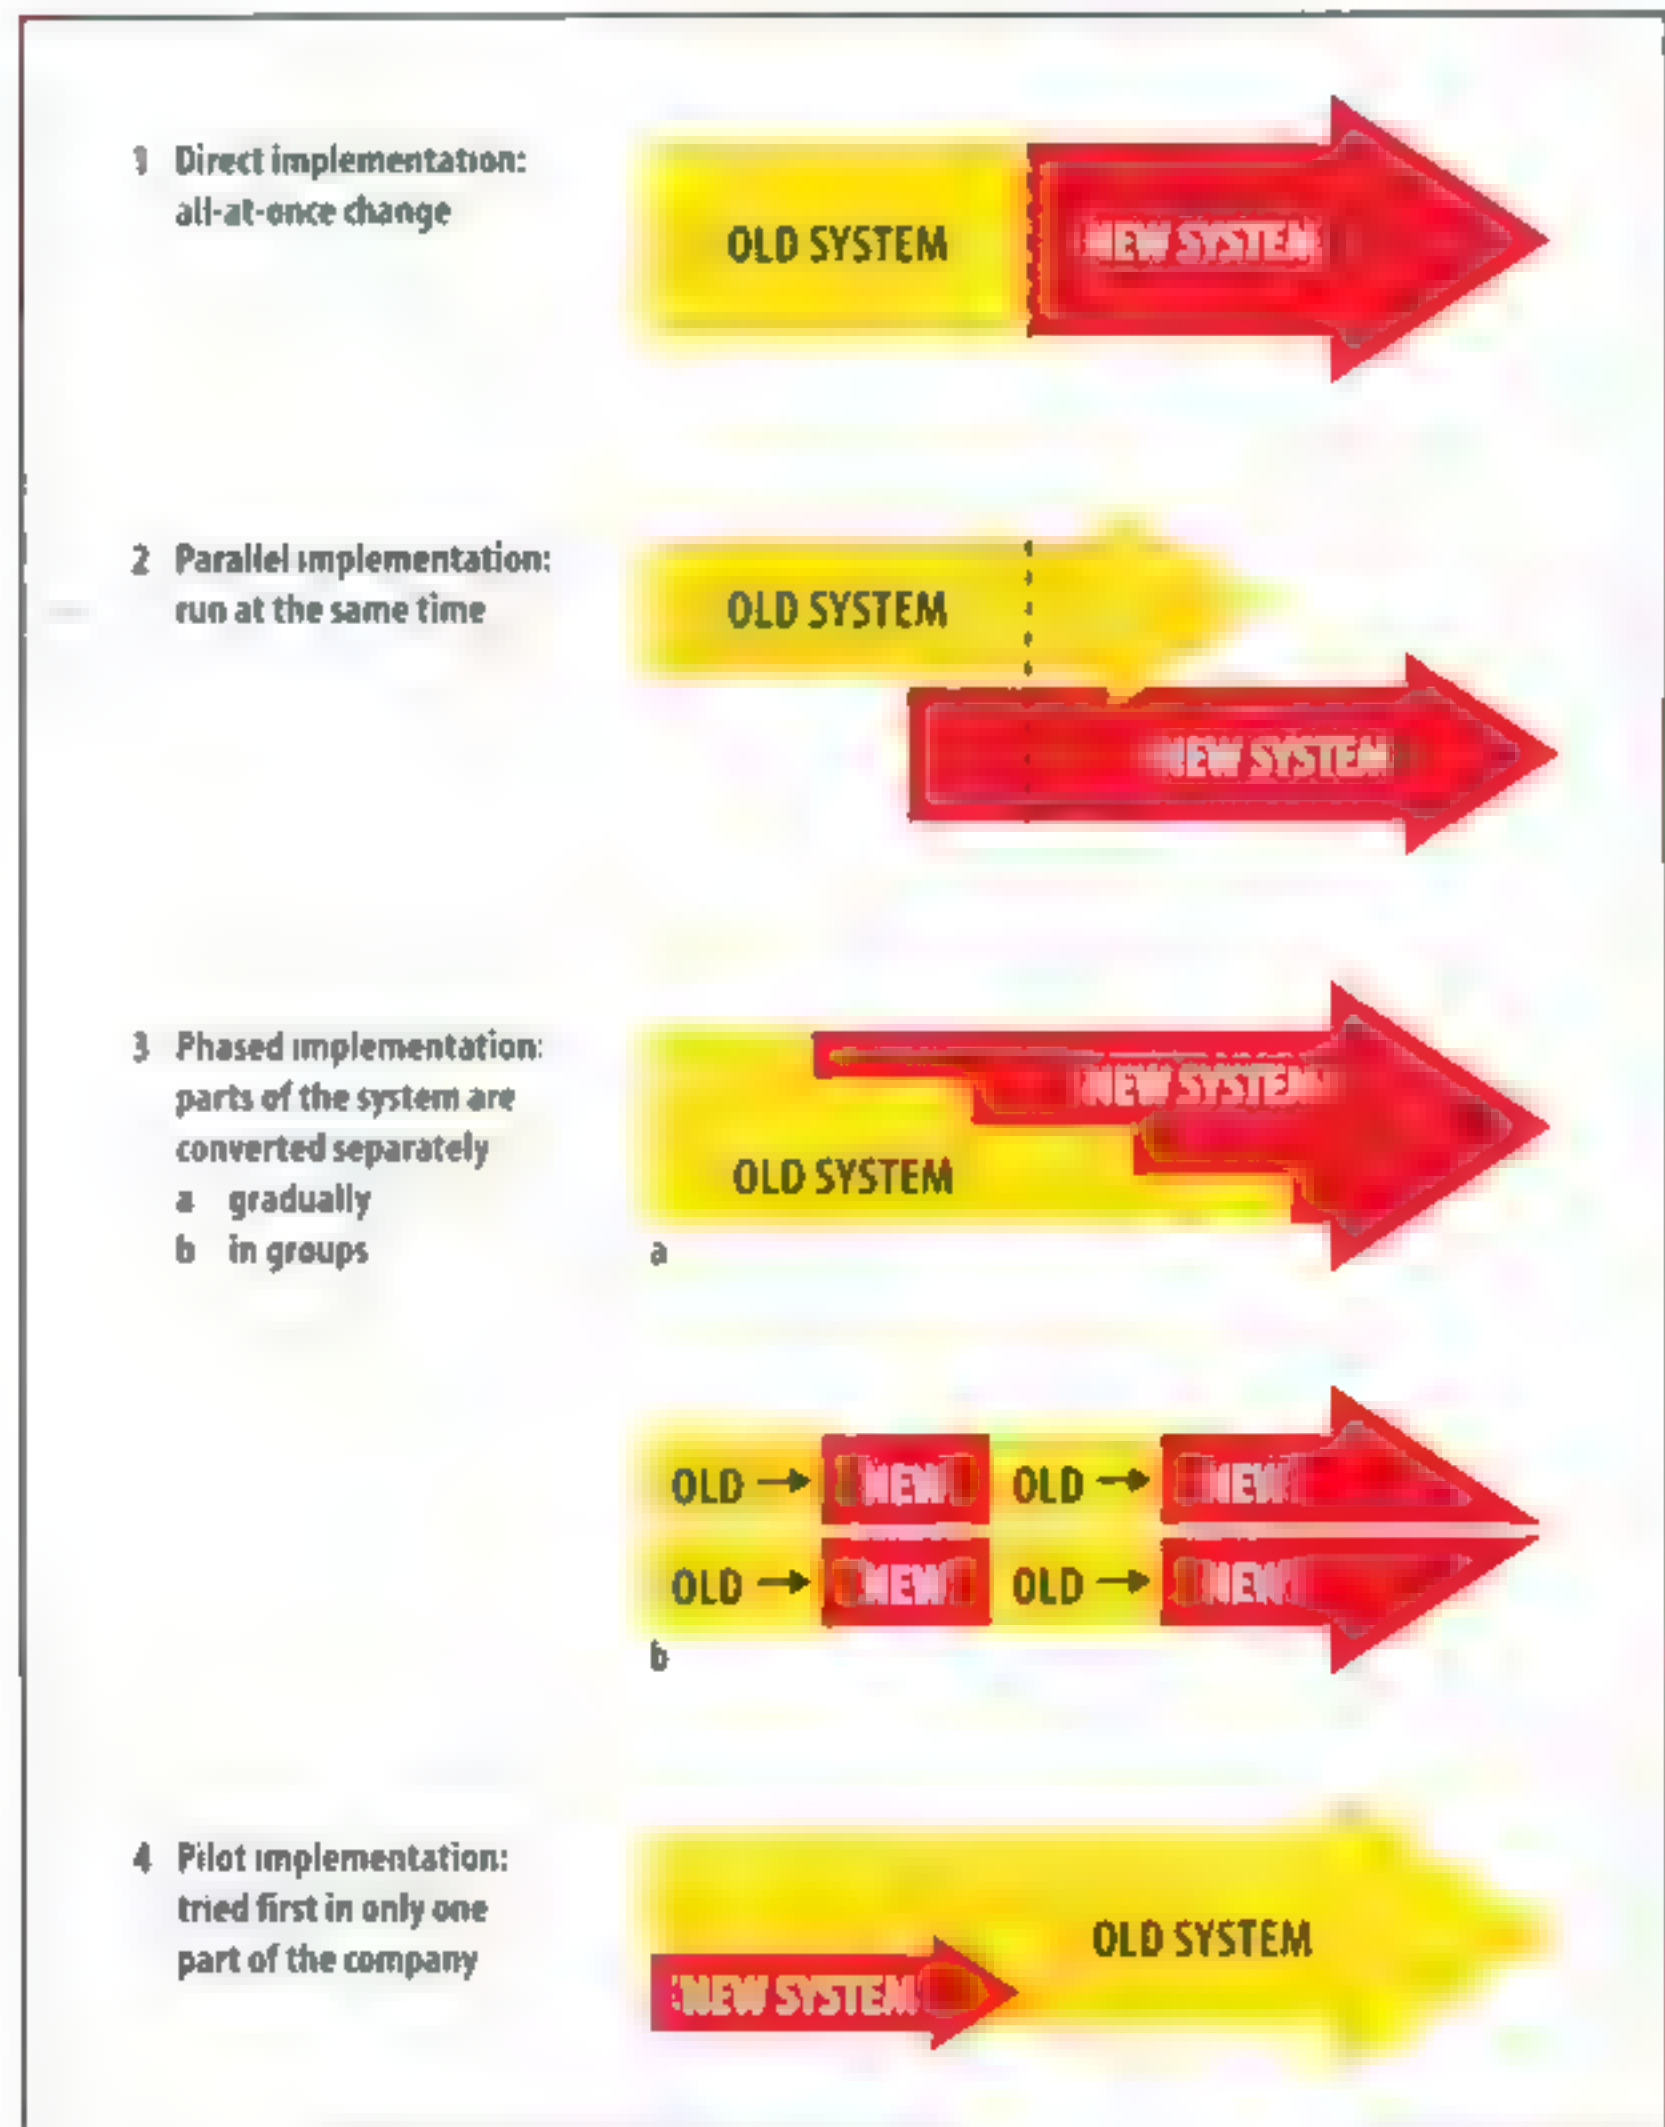 1 Direct implementation:
all-at-once change
OLD SYSTEM
NEW SYSTEM
2 Parallel implementation:
run at the same time
OLD SYSTEM
NEW SYSTEM
3 Phased implementation:
parts of the system are
converted separately
a gradually
b in groups
NEW SYSTEM
OLD SYSTEM
a
OLD → NEW OLD → NEW
OLD → NEW OLD → NEW
b
4 Pilot implementation:
tried first in only one
part of the company
OLD SYSTEM
NEW SYSTEM